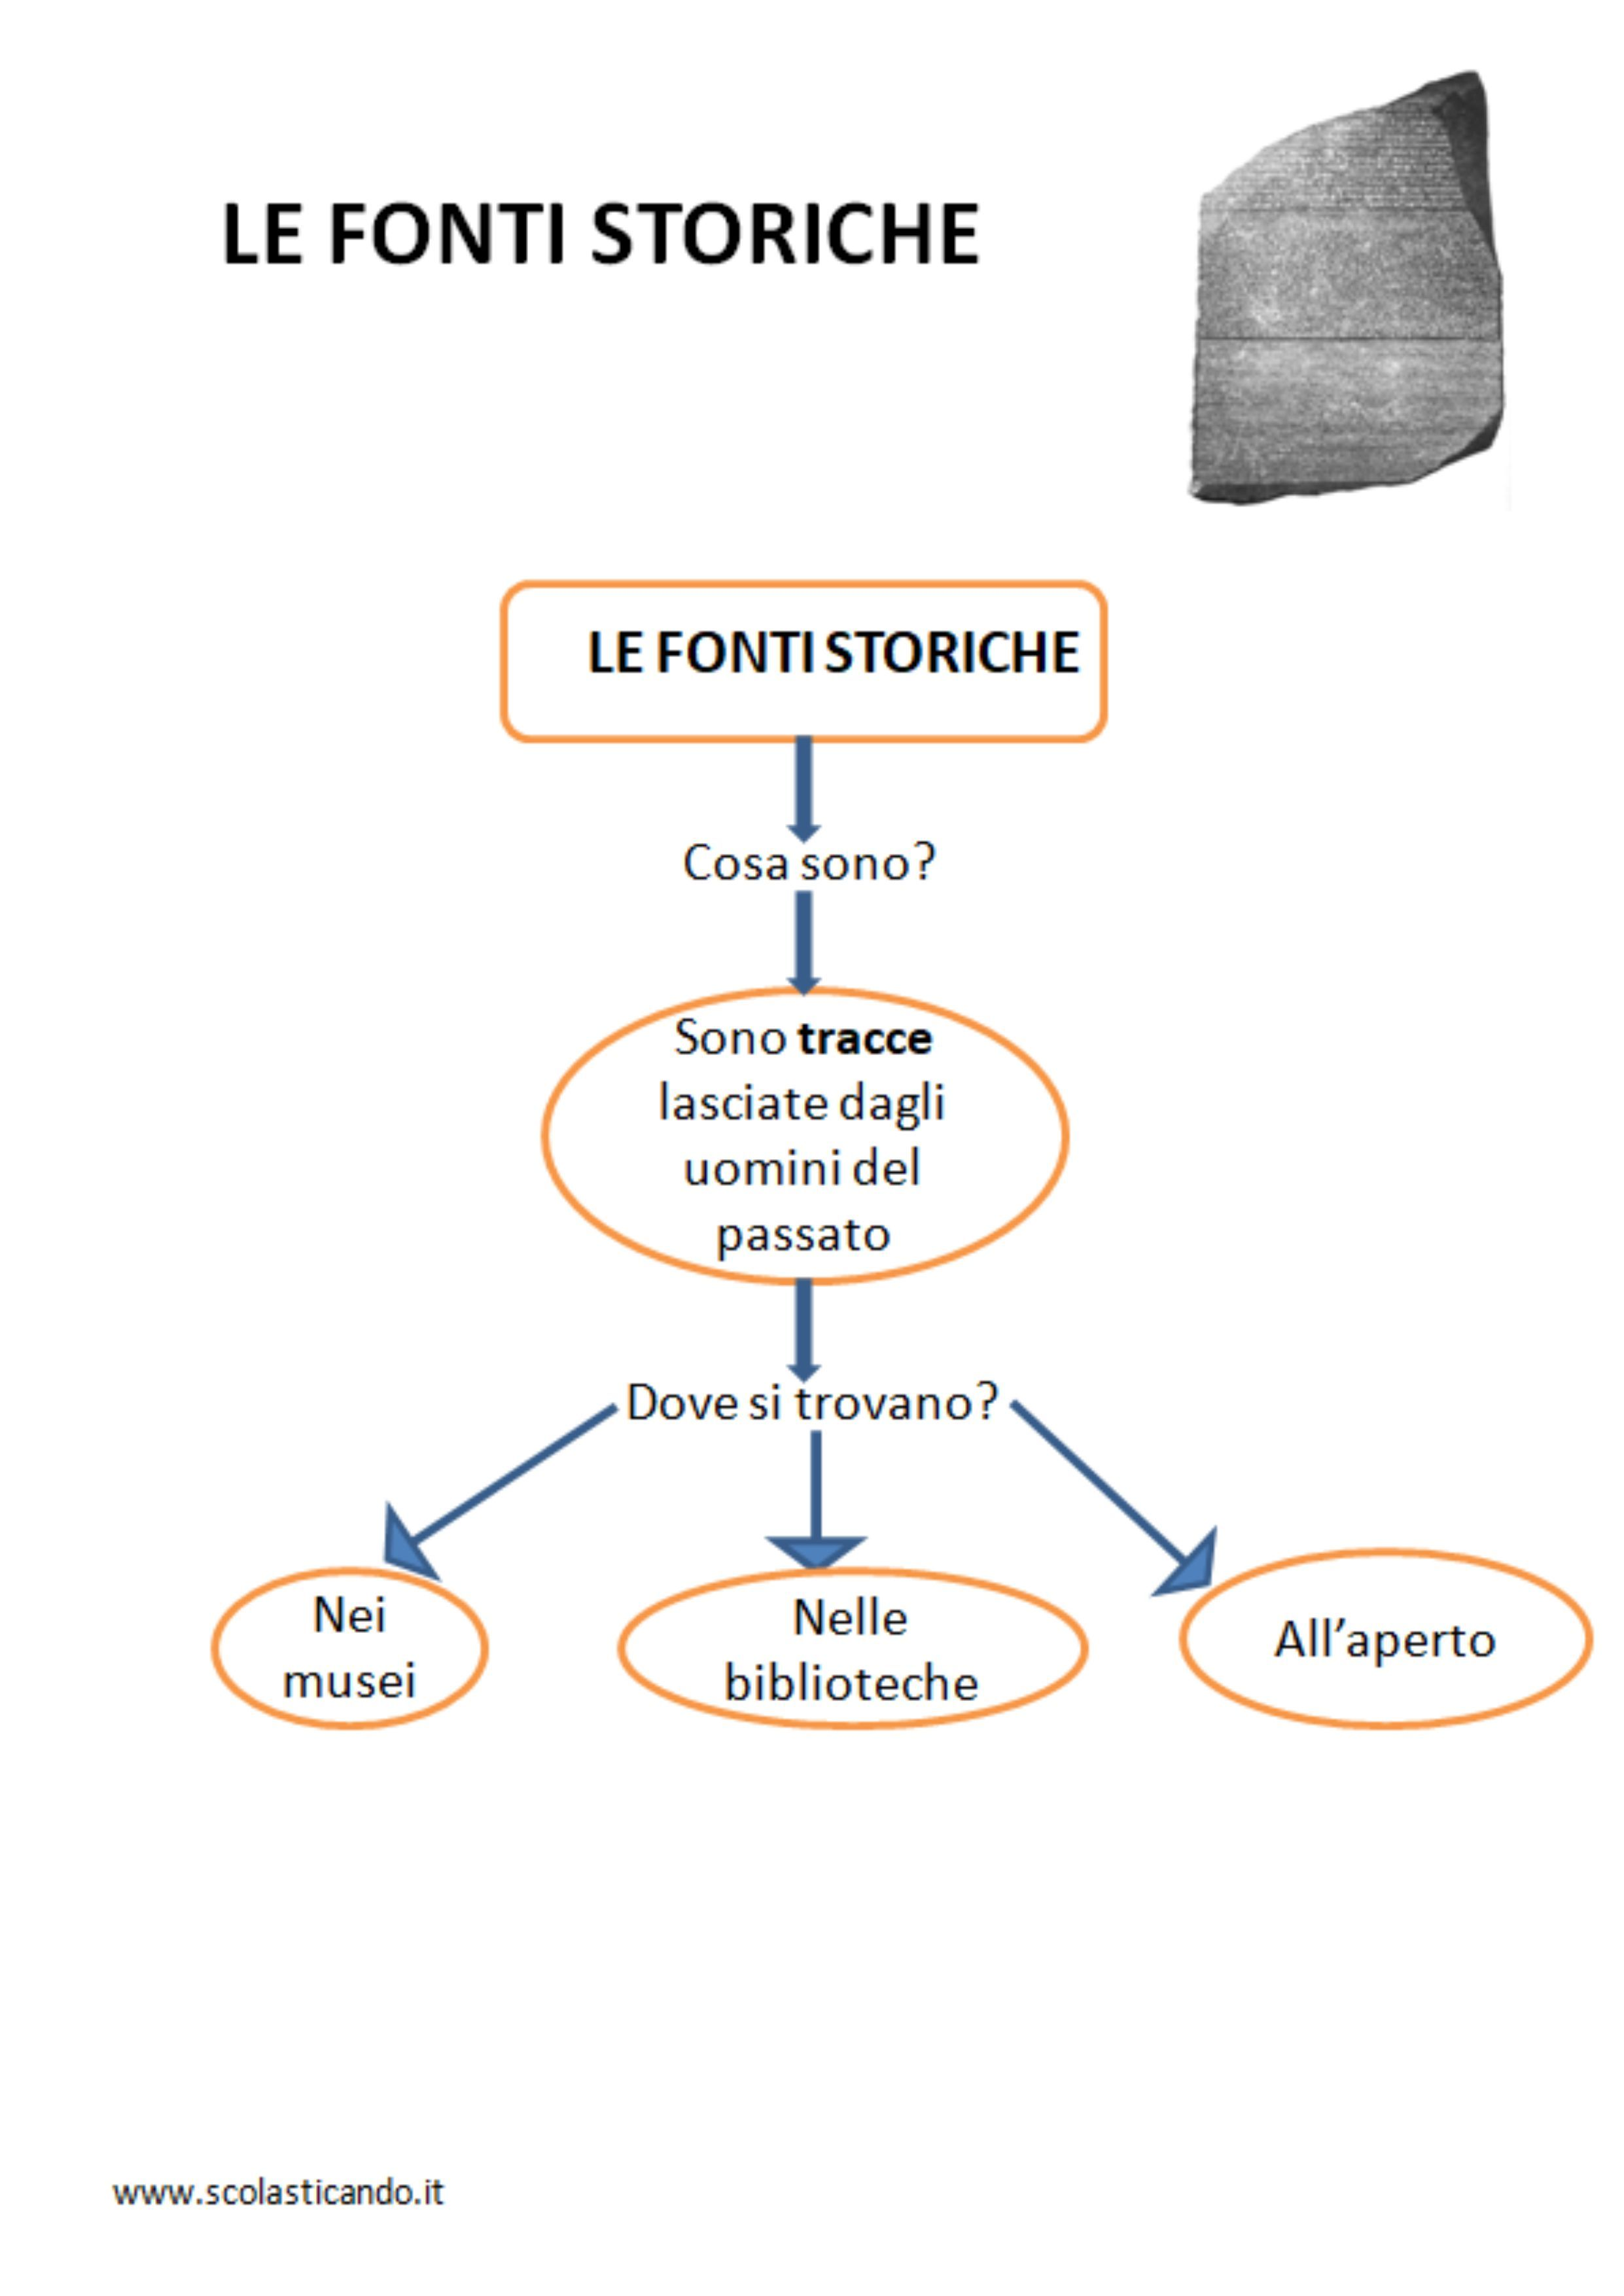 LE FONTI STORICHE
LE FONTI STORICHE
Cosa sono?
Sono tracce
lasciate dagli
uomini del
passato
Dove si trovano?
Nei
musei
Nelle
biblioteche
All’aperto
www.scolasticando.it